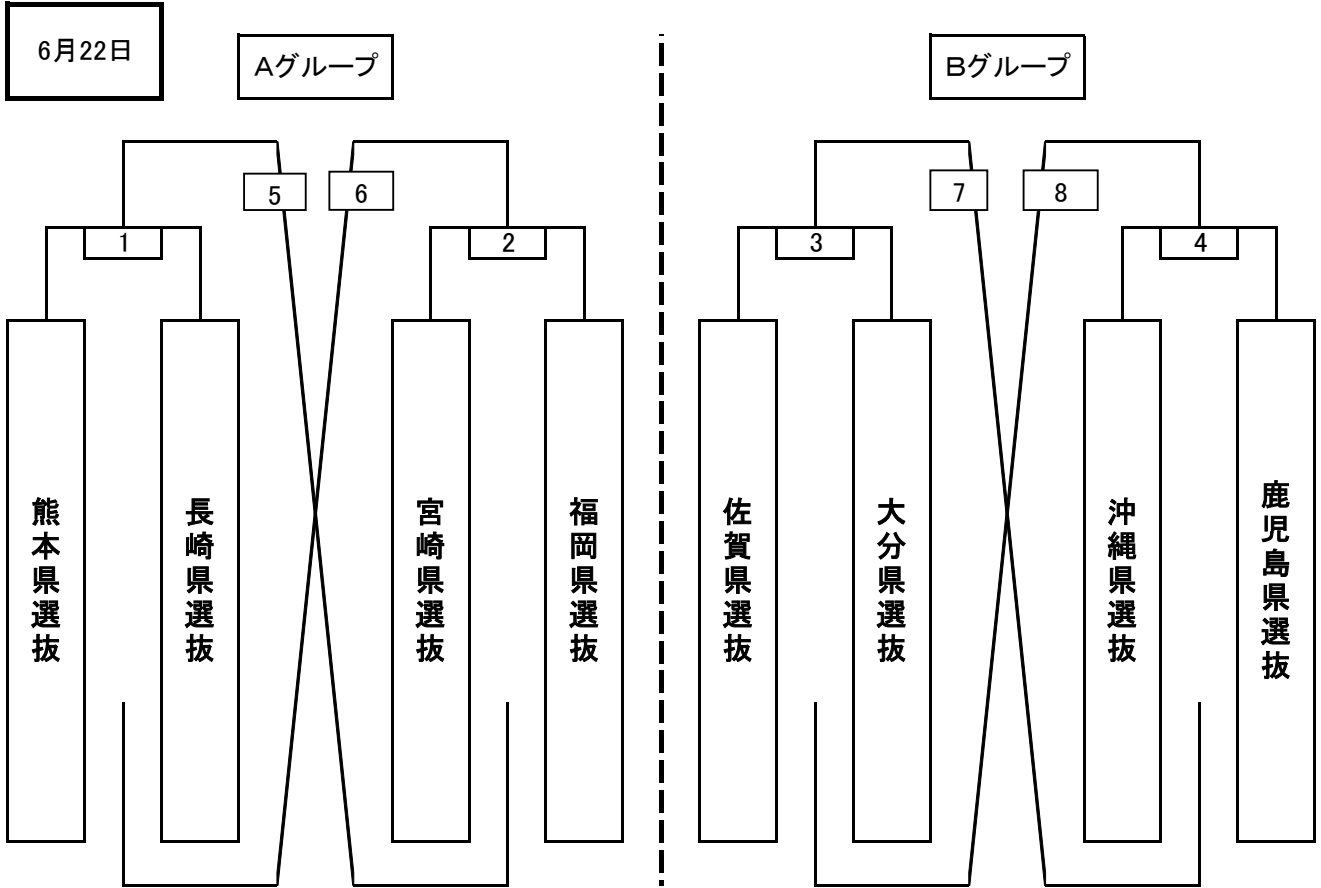 6月22日
Aグループ
Bグループ
5
6
7
8
1
2
3
4
熊本県選抜
長崎県選抜
宮崎県選抜
福岡県選抜
佐賀県選抜
大分県選抜
沖縄県選抜
鹿児島県選抜